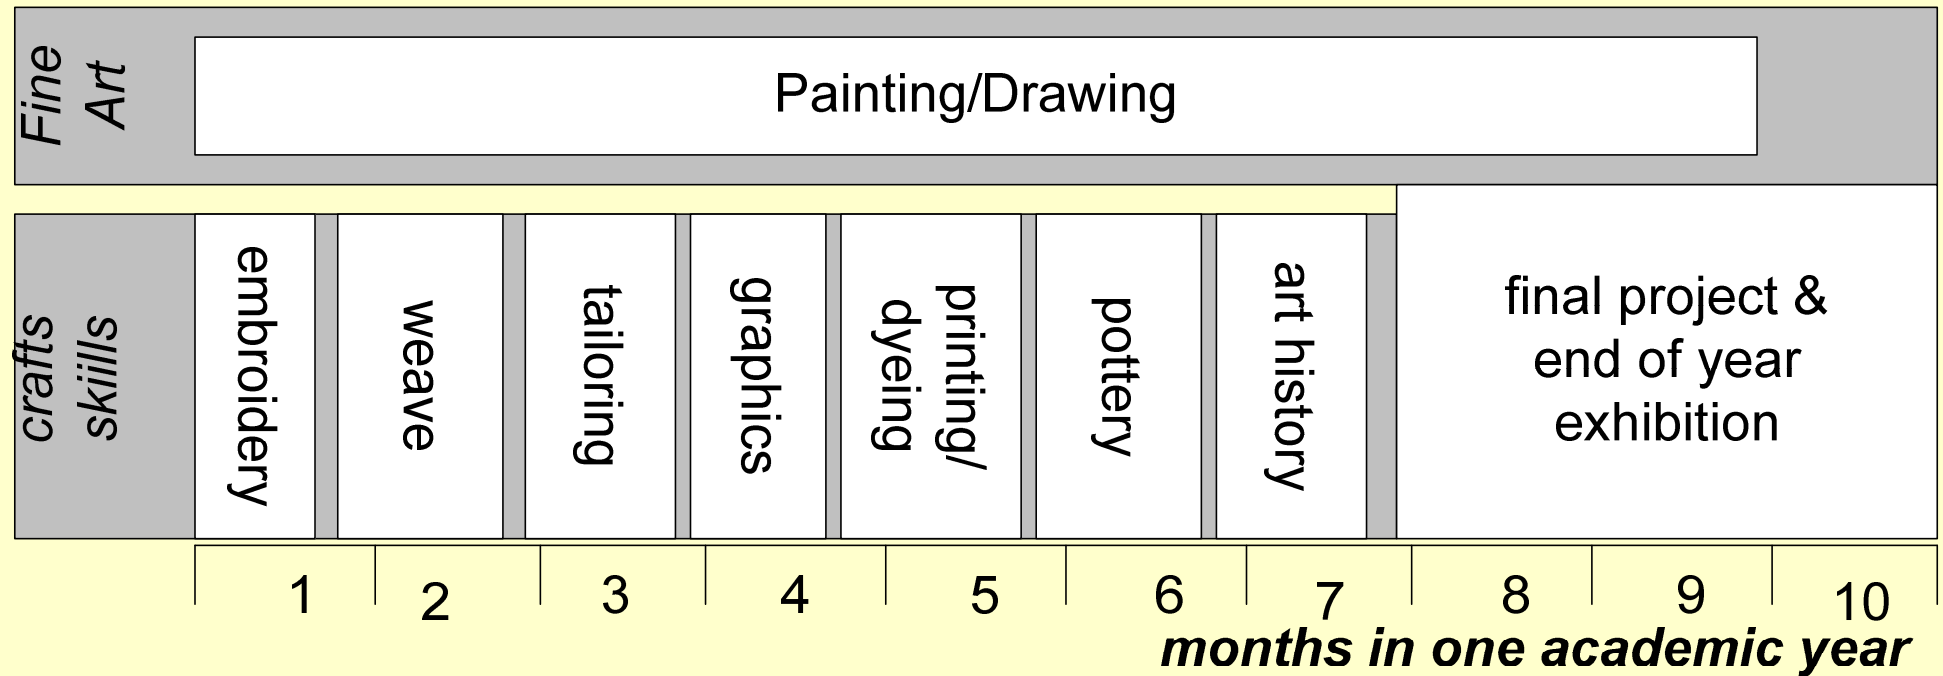 Fine
Art
Painting/Drawing
crafts
skiills
embroidery
weave
tailoring
graphics
printing/
dyeing
pottery
art history
final project &
end of year
exhibition
1 2 3 4 5 6 7 8 9 10
months in one academic year